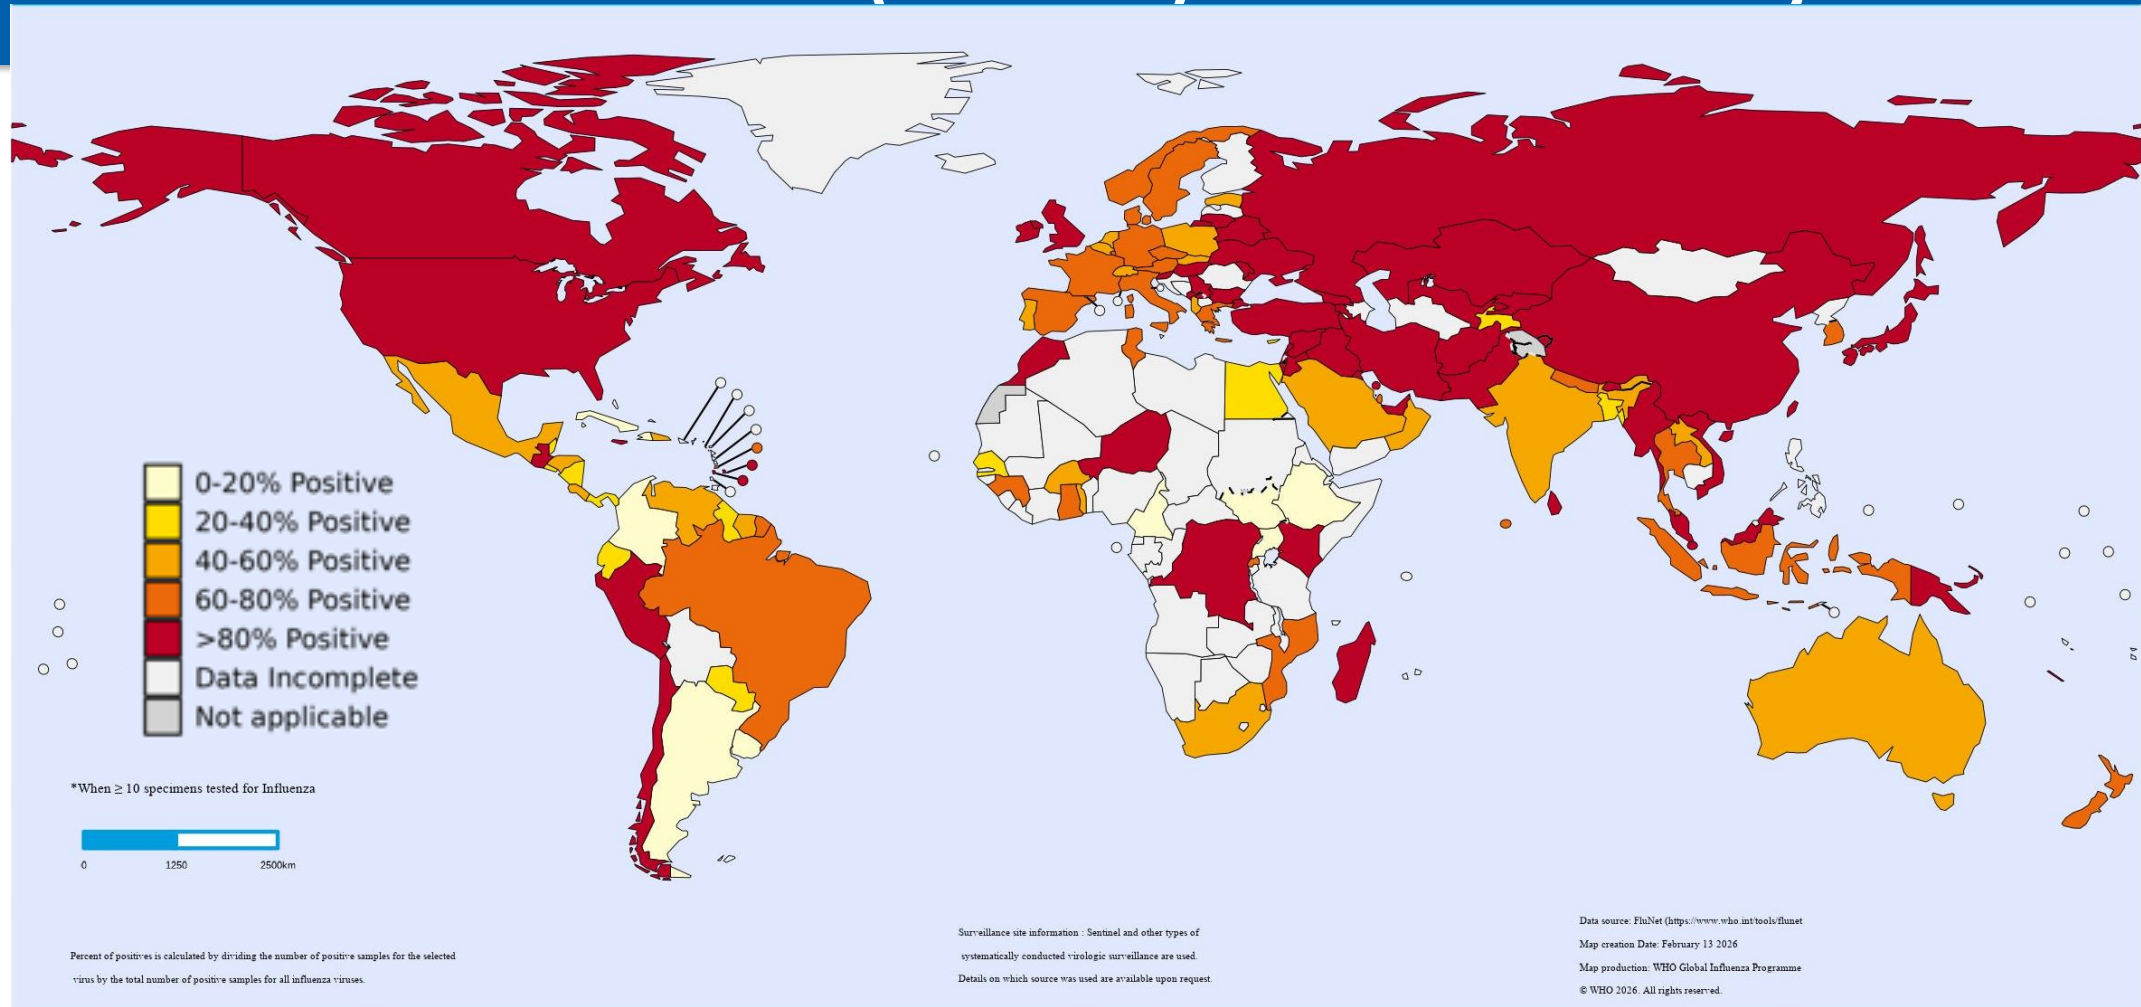 0-20% Positive
20-40% Positive
40-60% Positive
60-80% Positive
>80% Positive
Data Incomplete
Not applicable
*When ≥ 10 specimens tested for Influenza
0 1250 2500km
Percent of positives is calculated by dividing the number of positive samples for the selected
virus by the total number of positive samples for all influenza viruses.
Surveillance site information : Sentinel and other types of
systematically conducted virologic surveillance are used.
Details on which source was used are available upon request.
Data source: FluNet (https://www.who.int/tools/flunet
Map creation Date: February 13 2026
Map production: WHO Global Influenza Programme
© WHO 2026. All rights reserved.